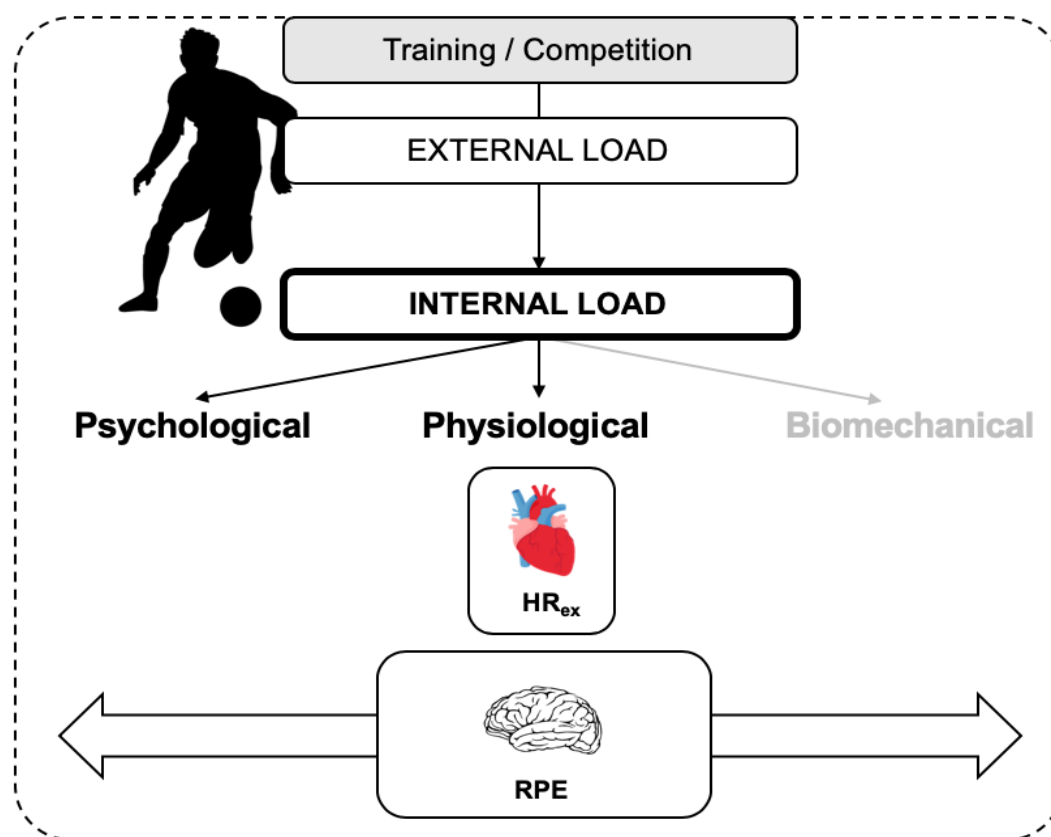 Training / Competition
EXTERNAL LOAD
INTERNAL LOAD
Psychological Physiological Biomechanical
HRex
RPE